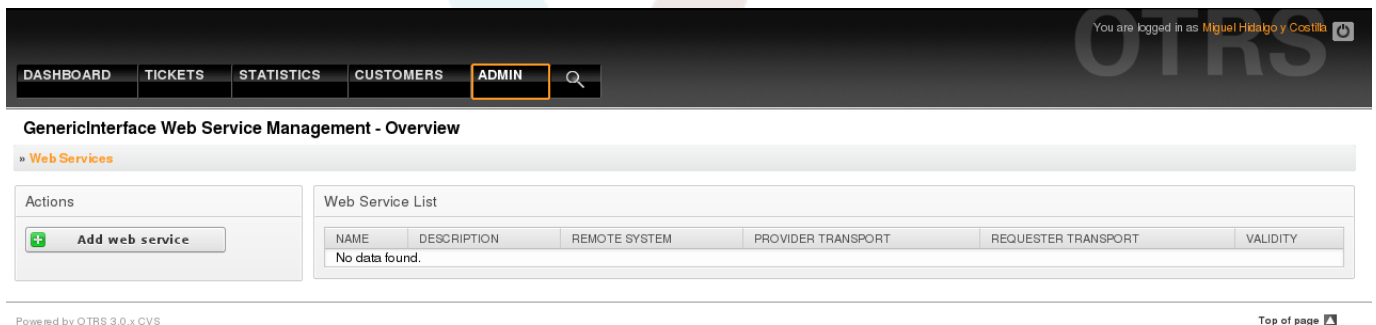 OTRS
You are logged in as Miguel Hidalgo y Costilla
DASHBOARD TICKETS STATISTICS CUSTOMERS ADMIN
GenericInterface Web Service Management - Overview
» Web Services
Actions
Web Service List
Add web service
NAME DESCRIPTION REMOTE SYSTEM PROVIDER TRANSPORT REQUESTER TRANSPORT VALIDITY
No data found.
Powered by OTRS 3.0.x CVS
Top of page